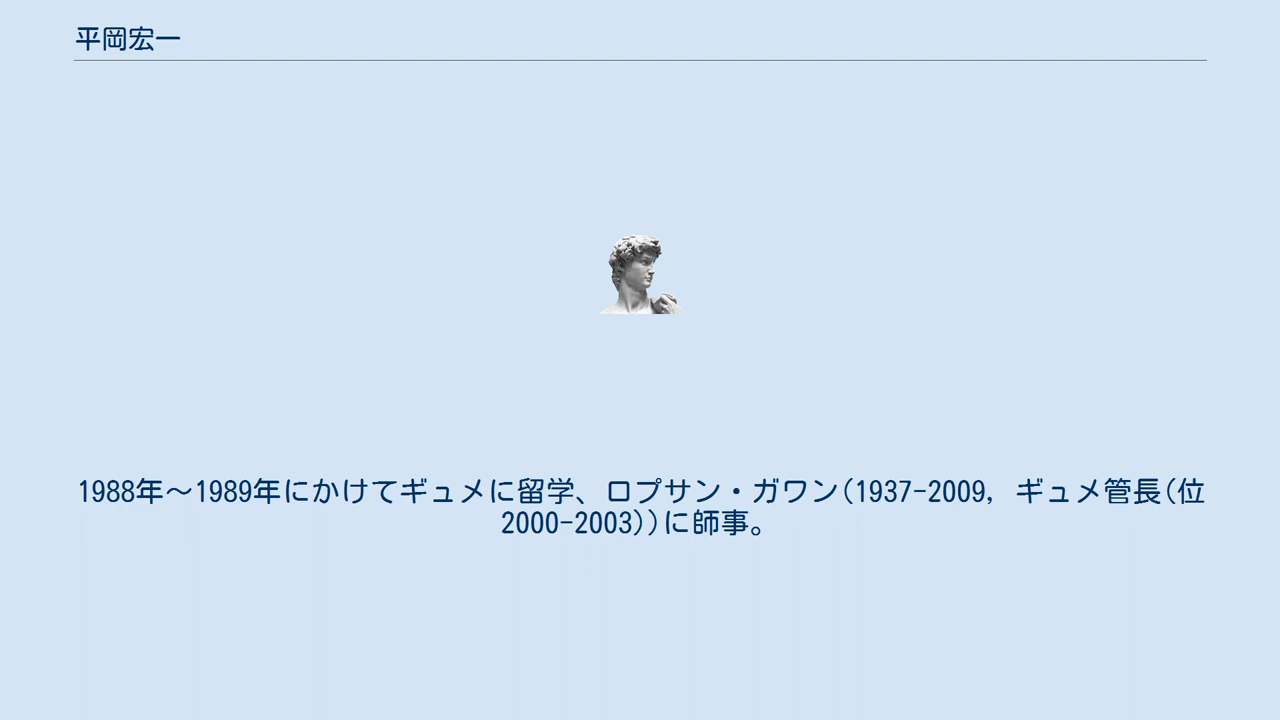 平岡宏一
1988年～1989年にかけてギュメに留学、ロプサン・ガワン(1937-2009, ギュメ管長(位
2000-2003))に師事。